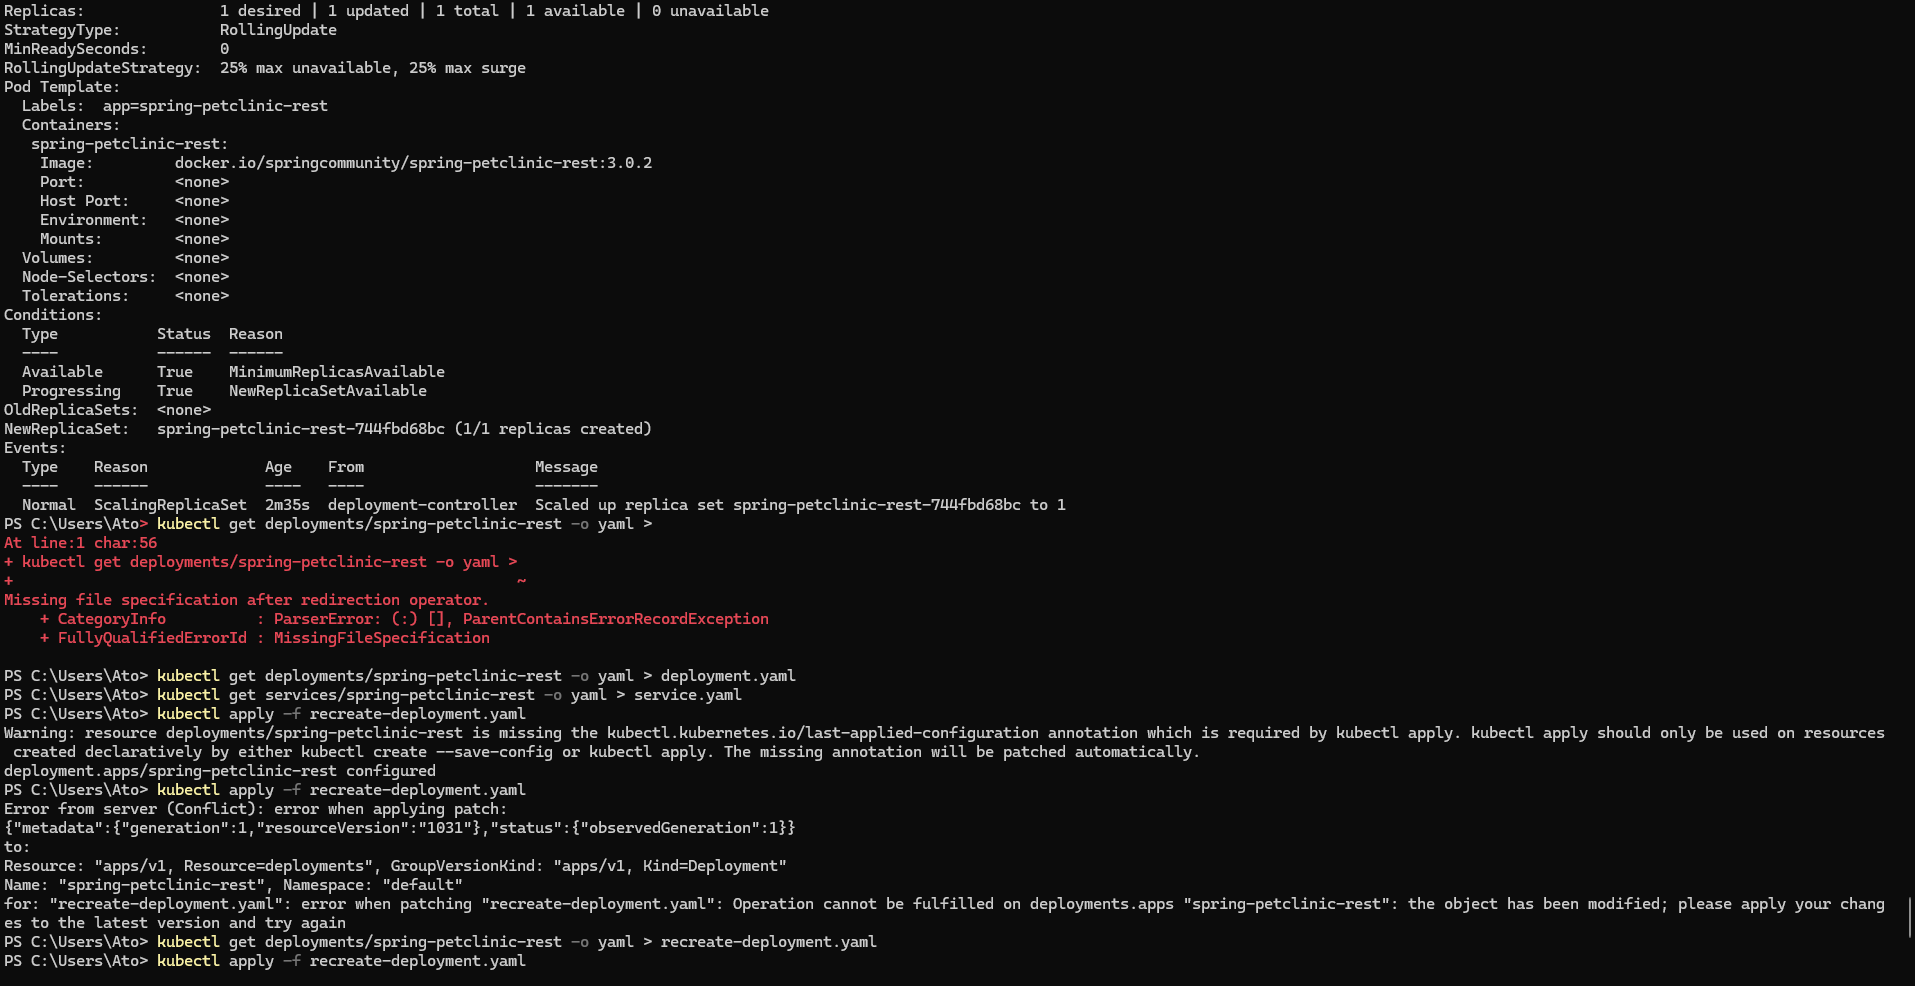 Replicas:               1 desired | 1 updated | 1 total | 1 available | 0 unavailable
StrategyType:           RollingUpdate
MinReadySeconds:        0
RollingUpdateStrategy:  25% max unavailable, 25% max surge
Pod Template:
  Labels:  app=spring-petclinic-rest
  Containers:
   spring-petclinic-rest:
    Image:         docker.io/springcommunity/spring-petclinic-rest:3.0.2
    Port:          <none>
    Host Port:     <none>
    Environment:   <none>
    Mounts:        <none>
  Volumes:         <none>
  Node-Selectors:  <none>
  Tolerations:     <none>
Conditions:
  Type           Status  Reason
  ----           ------  ------
  Available      True    MinimumReplicasAvailable
  Progressing    True    NewReplicaSetAvailable
OldReplicaSets:  <none>
NewReplicaSet:   spring-petclinic-rest-744fbd68bc (1/1 replicas created)
Events:
  Type    Reason             Age    From                   Message
  ----    ------             ----   ----                   -------
  Normal  ScalingReplicaSet  2m35s  deployment-controller  Scaled up replica set spring-petclinic-rest-744fbd68bc to 1
PS C:\Users\Ato> kubectl get deployments/spring-petclinic-rest -o yaml >
At line:1 char:56
+ kubectl get deployments/spring-petclinic-rest -o yaml >
+                                                        ~
Missing file specification after redirection operator.
    + CategoryInfo          : ParserError: (:) [], ParentContainsErrorRecordException
    + FullyQualifiedErrorId : MissingFileSpecification

PS C:\Users\Ato> kubectl get deployments/spring-petclinic-rest -o yaml > deployment.yaml
PS C:\Users\Ato> kubectl get services/spring-petclinic-rest -o yaml > service.yaml
PS C:\Users\Ato> kubectl apply -f recreate-deployment.yaml
Warning: resource deployments/spring-petclinic-rest is missing the kubectl.kubernetes.io/last-applied-configuration annotation which is required by kubectl apply. kubectl apply should only be used on resources
 created declaratively by either kubectl create --save-config or kubectl apply. The missing annotation will be patched automatically.
deployment.apps/spring-petclinic-rest configured
PS C:\Users\Ato> kubectl apply -f recreate-deployment.yaml
Error from server (Conflict): error when applying patch:
{"metadata":{"generation":1,"resourceVersion":"1031"},"status":{"observedGeneration":1}}
to:
Resource: "apps/v1, Resource=deployments", GroupVersionKind: "apps/v1, Kind=Deployment"
Name: "spring-petclinic-rest", Namespace: "default"
for: "recreate-deployment.yaml": error when patching "recreate-deployment.yaml": Operation cannot be fulfilled on deployments.apps "spring-petclinic-rest": the object has been modified; please apply your chang
es to the latest version and try again
PS C:\Users\Ato> kubectl get deployments/spring-petclinic-rest -o yaml > recreate-deployment.yaml
PS C:\Users\Ato> kubectl apply -f recreate-deployment.yaml